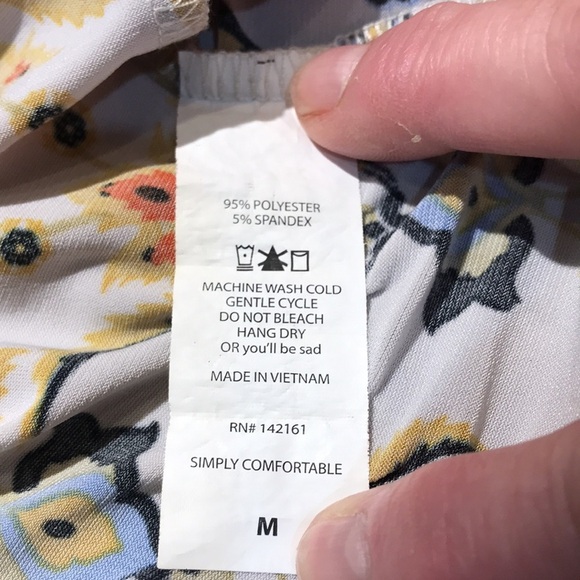 95% POLYESTER
5% SPANDEX
MACHINE WASH COLD
GENTLE CYCLE
DO NOT BLEACH
HANG DRY
OR you'll be sad
MADE IN VIETNAM
RN# 142161
SIMPLY COMFORTABLE
M